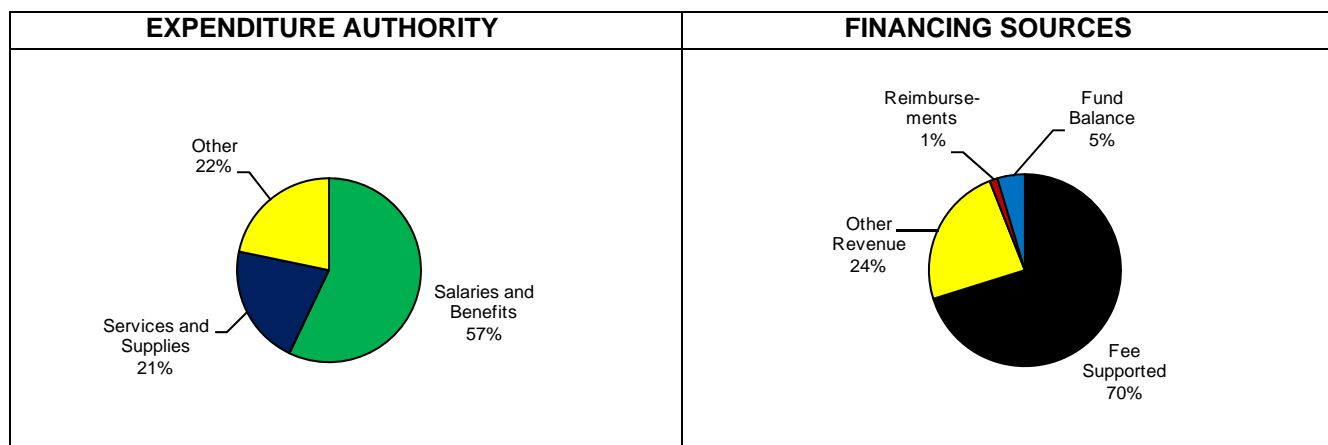 EXPENDITURE AUTHORITY
FINANCING SOURCES
Other
22%
Services and
Supplies
21%
Salaries and
Benefits
57%
Reimburse-
ments
1%
Fund
Balance
5%
Other
Revenue
24%
Fee
Supported
70%